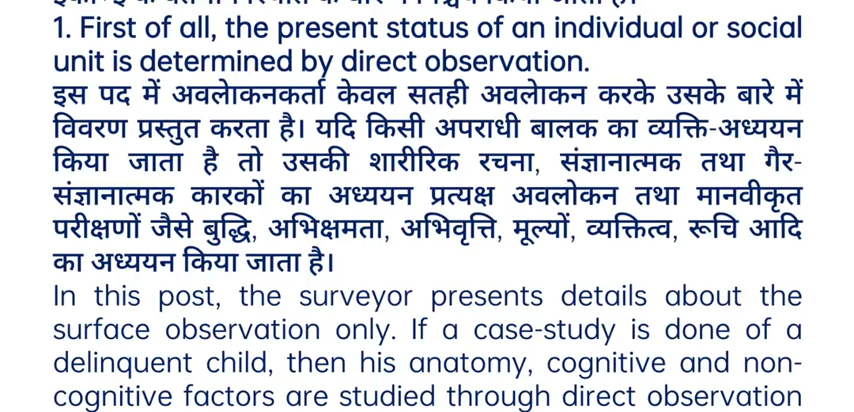 1. First of all, the present status of an individual or social
unit is determined by direct observation.
इस पद में अवलेाकनकर्ता केवल सतही अवलेाकन करके उसके बारे में
विवरण प्रस्तुत करता है। यदि किसी अपराधी बालक का व्यक्ति-अध्ययन
किया जाता है तो उसकी शारीरिक रचना, संज्ञानात्मक तथा गैर-
संज्ञानात्मक कारकों का अध्ययन प्रत्यक्ष अवलोकन तथा मानवीकृत
परीक्षणों जैसे बुद्धि, अभिक्षमता, अभिवृत्ति, मूल्यों, व्यक्तित्व, रूचि आदि
का अध्ययन किया जाता है।
In this post, the surveyor presents details about the
surface observation only. If a case-study is done of a
delinquent child, then his anatomy, cognitive and non-
cognitive factors are studied through direct observation